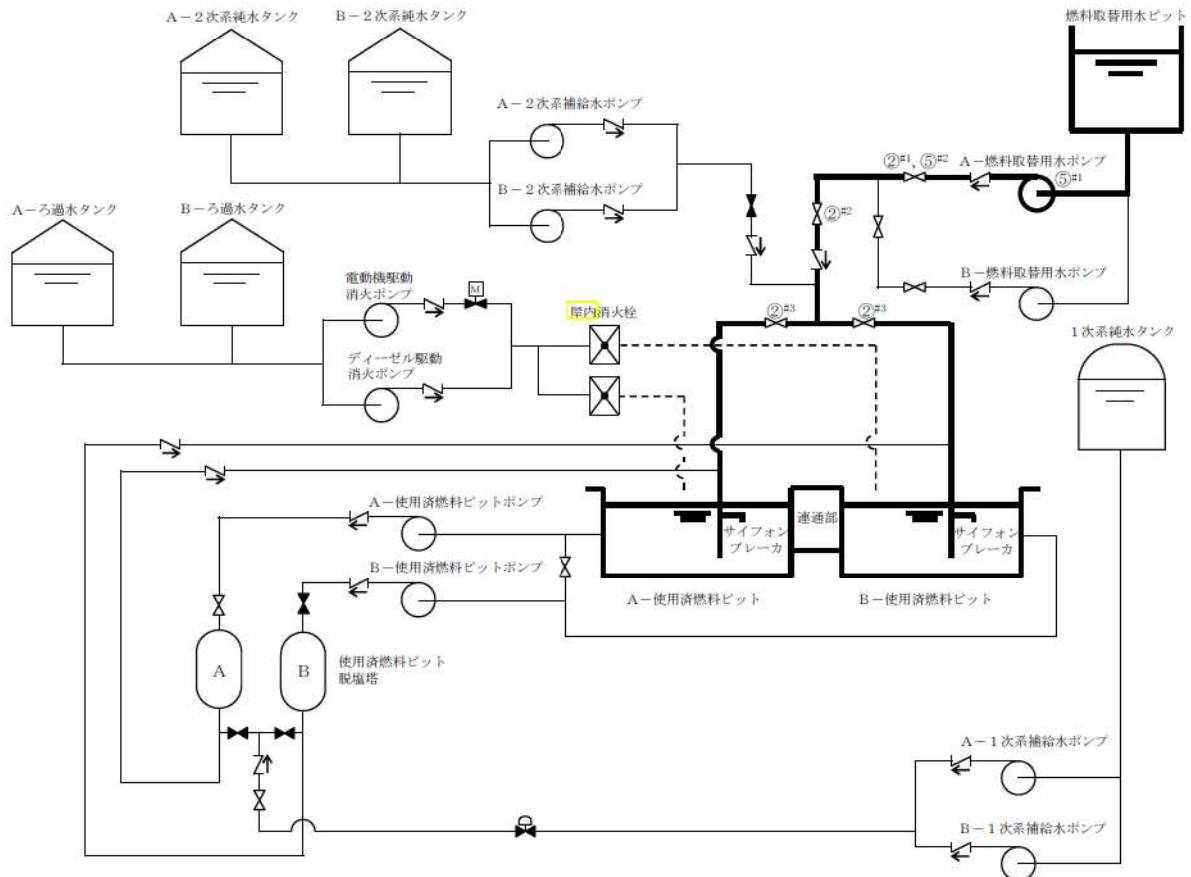 A－2次系純水タンク
B－2次系純水タンク
燃料取替用水ピット
A－2次系補給水ポンプ
B－2次系補給水ポンプ
②#1, ⑤#2
A－燃料取替用水ポンプ
⑤#1
②#2
B－燃料取替用水ポンプ
A－ろ過水タンク
B－ろ過水タンク
電動機駆動
消火ポンプ
M
屋内消火栓
②#3
②#3
1次系純水タンク
ディーゼル駆動
消火ポンプ
A－使用済燃料ピットポンプ
連通部
サイフォン
ブレーカ
サイフォン
ブレーカ
B－使用済燃料ピットポンプ
A－使用済燃料ピット
B－使用済燃料ピット
A
B
使用済燃料ピット
脱塩塔
A－1次系補給水ポンプ
B－1次系補給水ポンプ